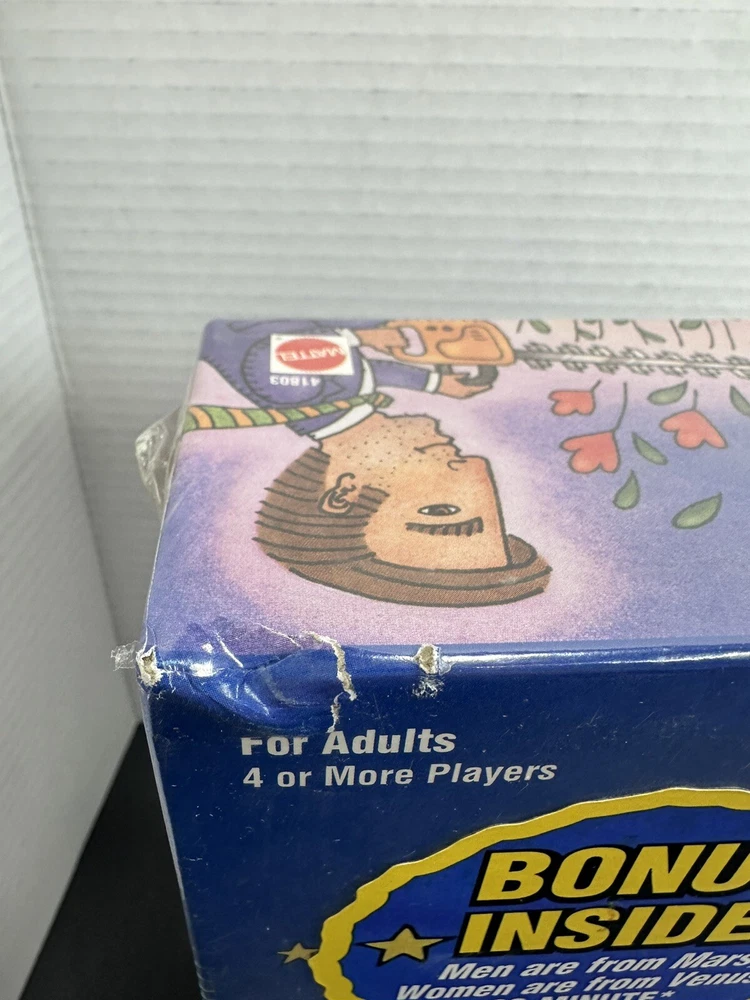 MATTEL
41803
For Adults
4 or More Players
BONU
INSIDE
Men are from Mars
Women are from Venus